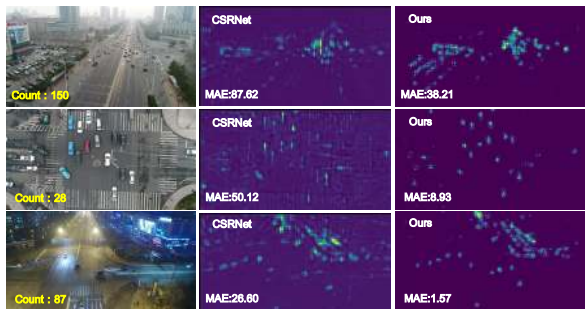 CSRNet
Ours
Count : 150
MAE:87.62
MAE:38.21
CSRNet
Ours
Count : 28
MAE:50.12
MAE:8.93
CSRNet
Ours
Count : 87
MAE:26.60
MAE:1.57